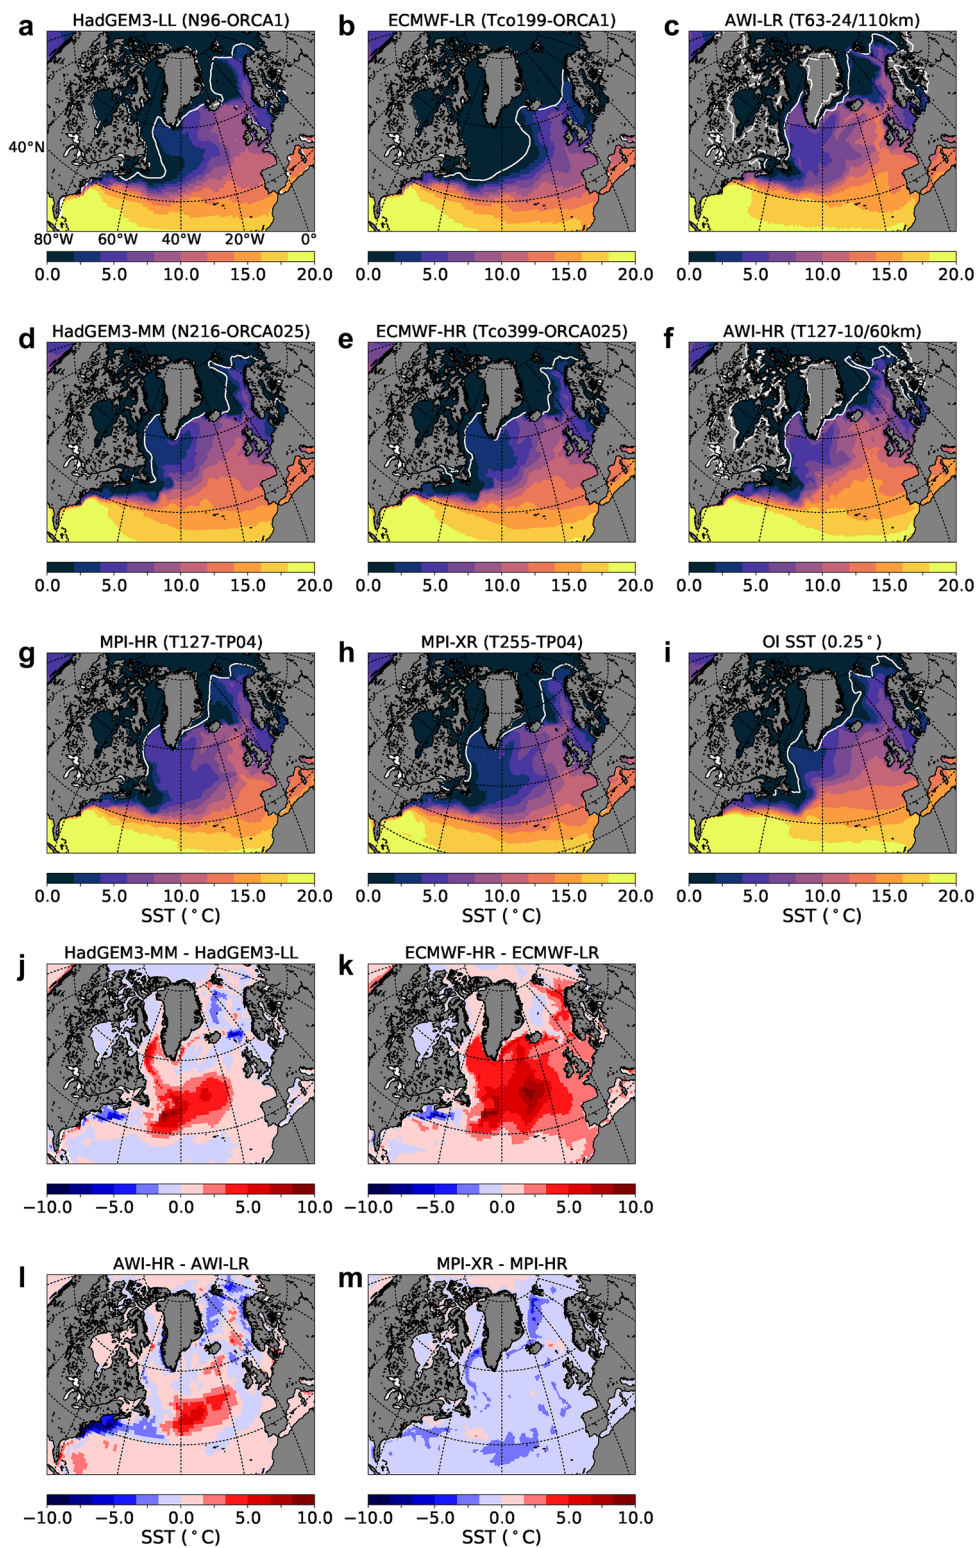 a HadGEM3-LL (N96-ORCA1)
b ECMWF-LR (Tco199-ORCA1)
c AWI-LR (T63-24/110km)
40°N
80°W 60°W 40°W 20°W 0°
0.0 5.0 10.0 15.0 20.0
0.0 5.0 10.0 15.0 20.0
0.0 5.0 10.0 15.0 20.0
d HadGEM3-MM (N216-ORCA025)
e ECMWF-HR (Tco399-ORCA025)
f AWI-HR (T127-10/60km)
0.0 5.0 10.0 15.0 20.0
0.0 5.0 10.0 15.0 20.0
0.0 5.0 10.0 15.0 20.0
g MPI-HR (T127-TP04)
h MPI-XR (T255-TP04)
i OI SST (0.25°)
0.0 5.0 10.0 15.0 20.0
0.0 5.0 10.0 15.0 20.0
0.0 5.0 10.0 15.0 20.0
SST (°C)
SST (°C)
SST (°C)
j HadGEM3-MM - HadGEM3-LL
k ECMWF-HR - ECMWF-LR
−10.0 −5.0 0.0 5.0 10.0
−10.0 −5.0 0.0 5.0 10.0
l AWI-HR - AWI-LR
m MPI-XR - MPI-HR
−10.0 −5.0 0.0 5.0 10.0
−10.0 −5.0 0.0 5.0 10.0
SST (°C)
SST (°C)